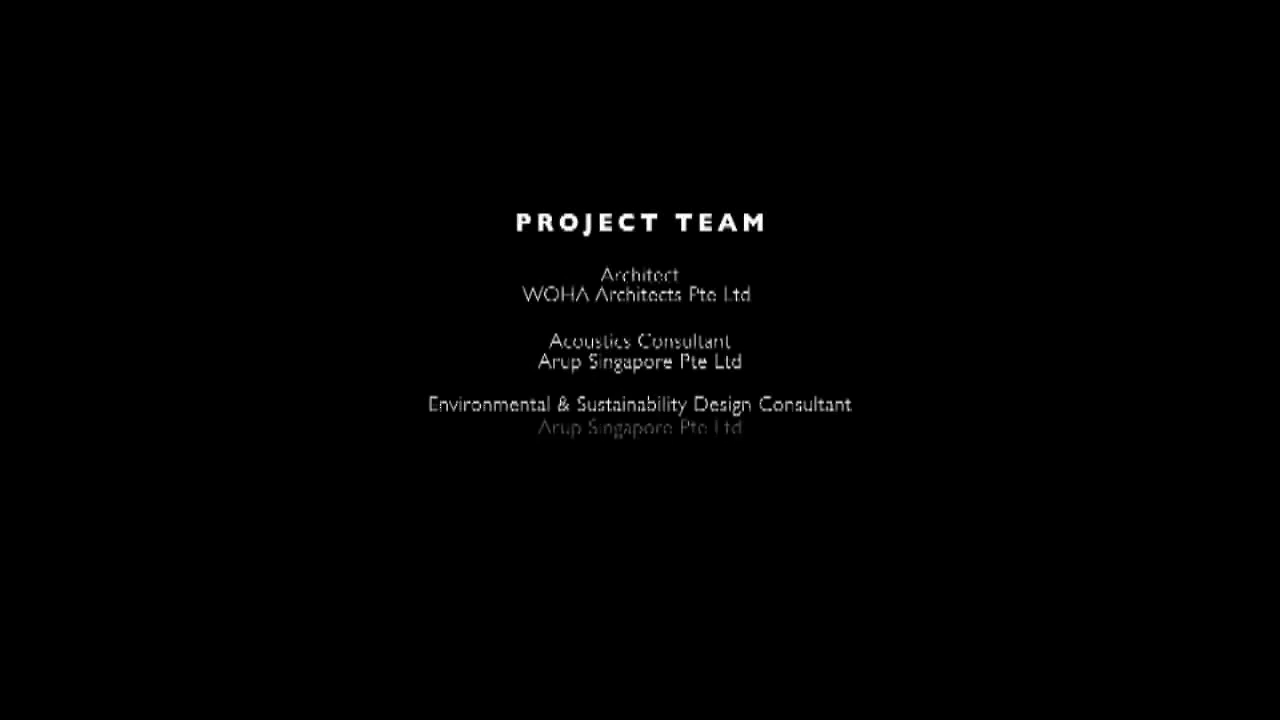 PROJECT TEAM
Architect
WOHA Architects Pte Ltd
Acoustics Consultant
Arup Singapore Pte Ltd
Environmental & Sustainability Design Consultant
Arup Singapore Pte Ltd